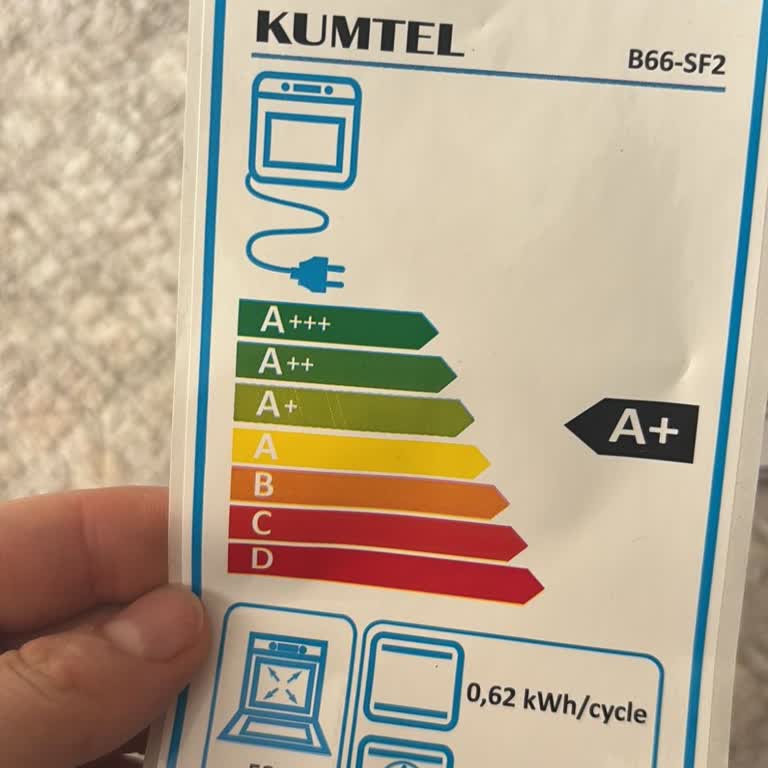 KUMTEL
B66-SF2
A+++
A++
A+
A+
A
B
C
D
0,62 kWh/cycle